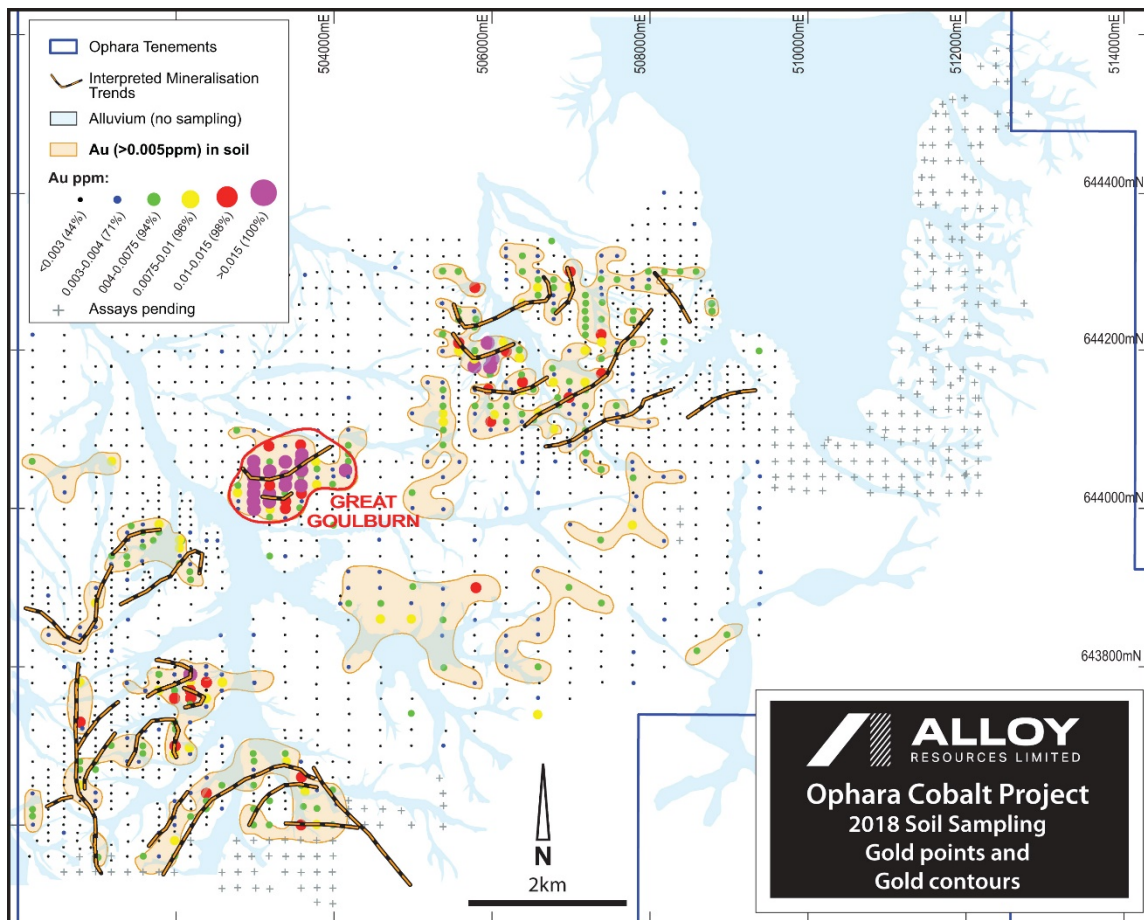 Ophara Tenements
Interpreted Mineralisation
Trends
Alluvium (no sampling)
Au (>0.005ppm) in soil
Au ppm:
<0.003 (44%)
0.003-0.004 (71%)
004-0.0075 (94%)
0.0075-0.01 (96%)
0.01-0.015 (98%)
>0.015 (100%)
Assays pending
504000mE
506000mE
508000mE
510000mE
512000mE
514000mE
644400mN
644200mN
644000mN
643800mN
GREAT
GOULBURN
N
2km
ALLOY
RESOURCES LIMITED
Ophara Cobalt Project
2018 Soil Sampling
Gold points and
Gold contours